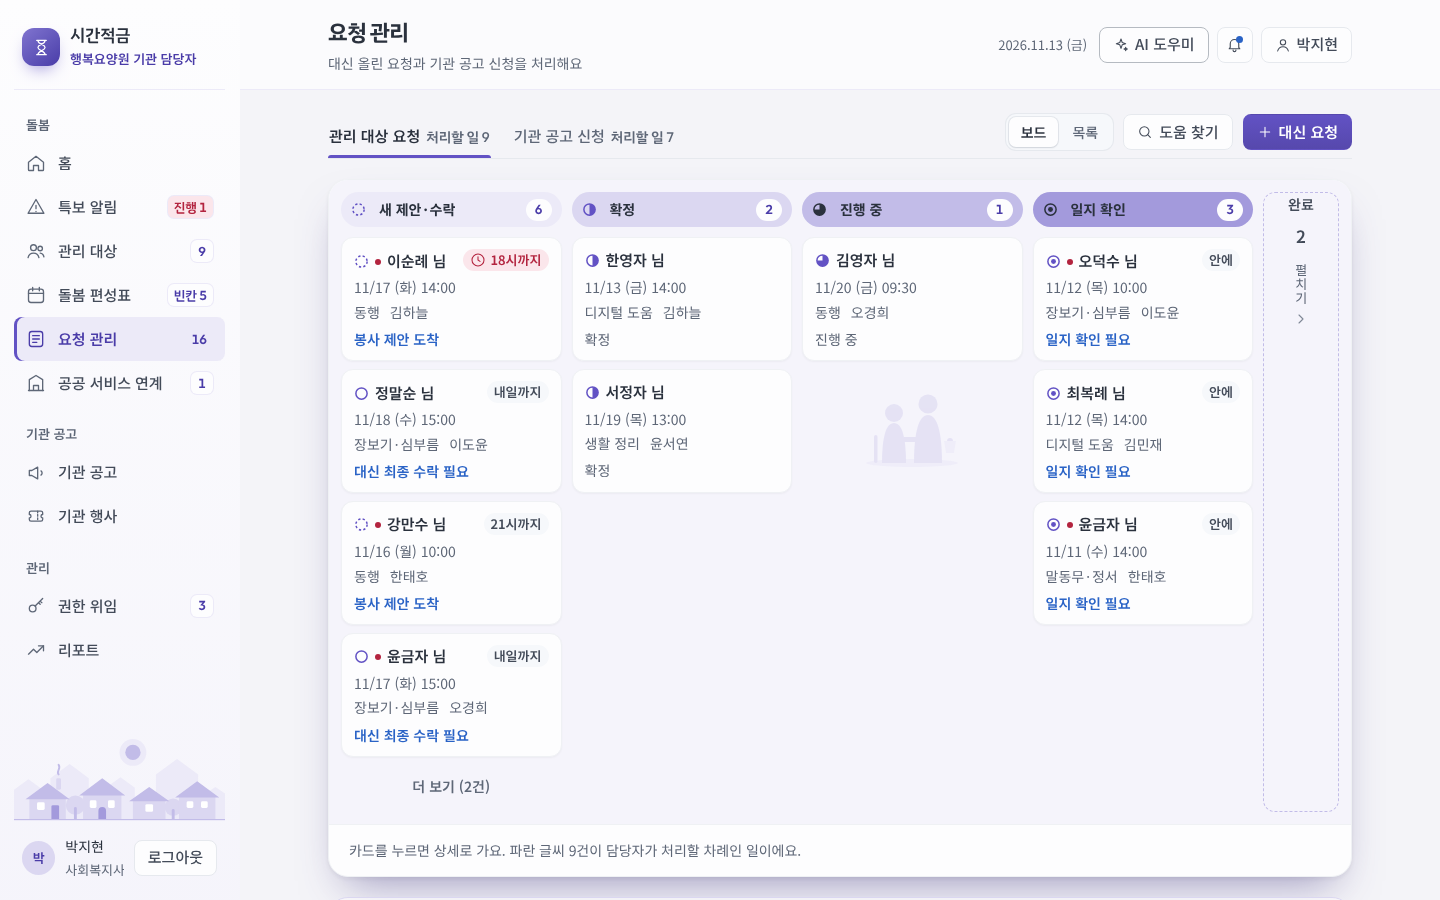 시간적금
행복요양원 기관 담당자
돌봄
홈
특보 알림 진행 1
관리 대상 9
돌봄 편성표 빈칸 5
요청 관리 16
공공 서비스 연계 1
기관 공고
기관 공고
기관 행사
관리
권한 위임 3
리포트
박
박지현
사회복지사
로그아웃
요청 관리
대신 올린 요청과 기관 공고 신청을 처리해요
2026.11.13 (금)
AI 도우미
박지현
관리 대상 요청 처리할 일 9
기관 공고 신청 처리할 일 7
보드
목록
도움 찾기
대신 요청
새 제안·수락 6
이순례 님 18시까지
11/17 (화) 14:00
동행 김하늘
봉사 제안 도착
정말순 님 내일까지
11/18 (수) 15:00
장보기·심부름 이도윤
대신 최종 수락 필요
강만수 님 21시까지
11/16 (월) 10:00
동행 한태호
봉사 제안 도착
윤금자 님 내일까지
11/17 (화) 15:00
장보기·심부름 오경희
대신 최종 수락 필요
더 보기 (2건)
확정 2
한영자 님
11/13 (금) 14:00
디지털 도움 김하늘
확정
서정자 님
11/19 (목) 13:00
생활 정리 윤서연
확정
진행 중 1
김영자 님
11/20 (금) 09:30
동행 오경희
진행 중
일지 확인 3
오덕수 님 안에
11/12 (목) 10:00
장보기·심부름 이도윤
일지 확인 필요
최복례 님 안에
11/12 (목) 14:00
디지털 도움 김민재
일지 확인 필요
윤금자 님 안에
11/11 (수) 14:00
말동무·정서 한태호
일지 확인 필요
완료
2
펼치기
카드를 누르면 상세로 가요. 파란 글씨 9건이 담당자가 처리할 차례인 일이에요.